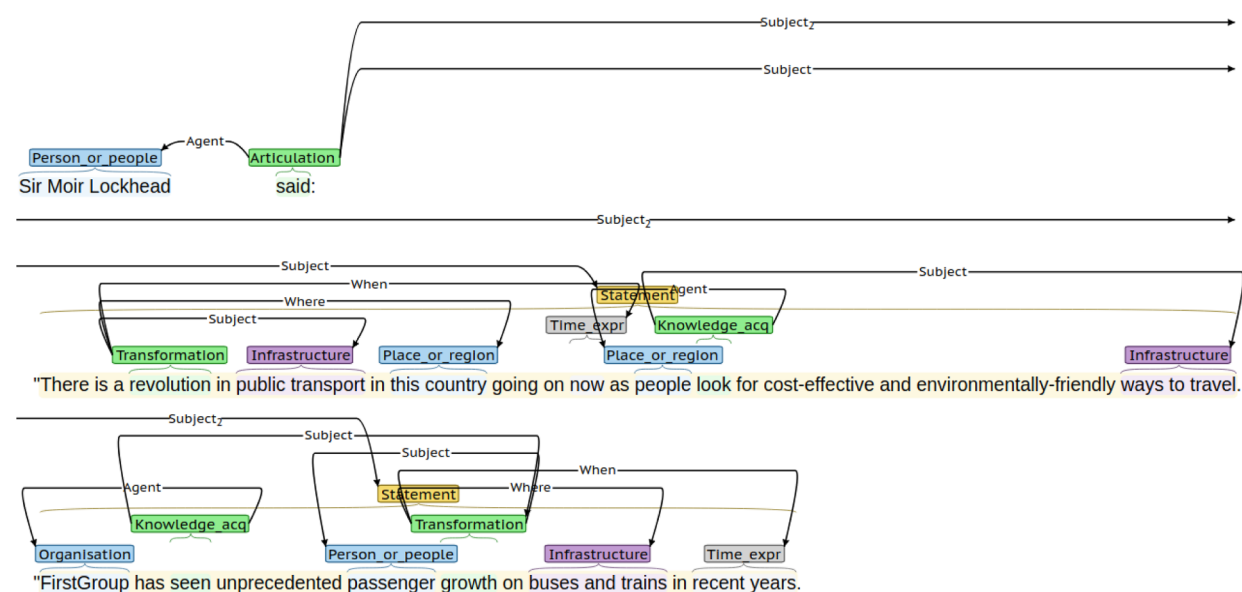 Subject2
Subject
Agent
Person_or_people Articulation
Sir Moir Lockhead said:
Subject2
Subject Subject
When Agent
Statement
Where
Subject Time_expr Knowledge_acq
Transformation Infrastructure Place_or_region Place_or_region Infrastructure
"There is a revolution in public transport in this country going on now as people look for cost-effective and environmentally-friendly ways to travel.
Subject2
Subject
Subject
When
Agent Statement Where
Knowledge_acq Transformation
Organisation Person_or_people Infrastructure Time_expr
"FirstGroup has seen unprecedented passenger growth on buses and trains in recent years.